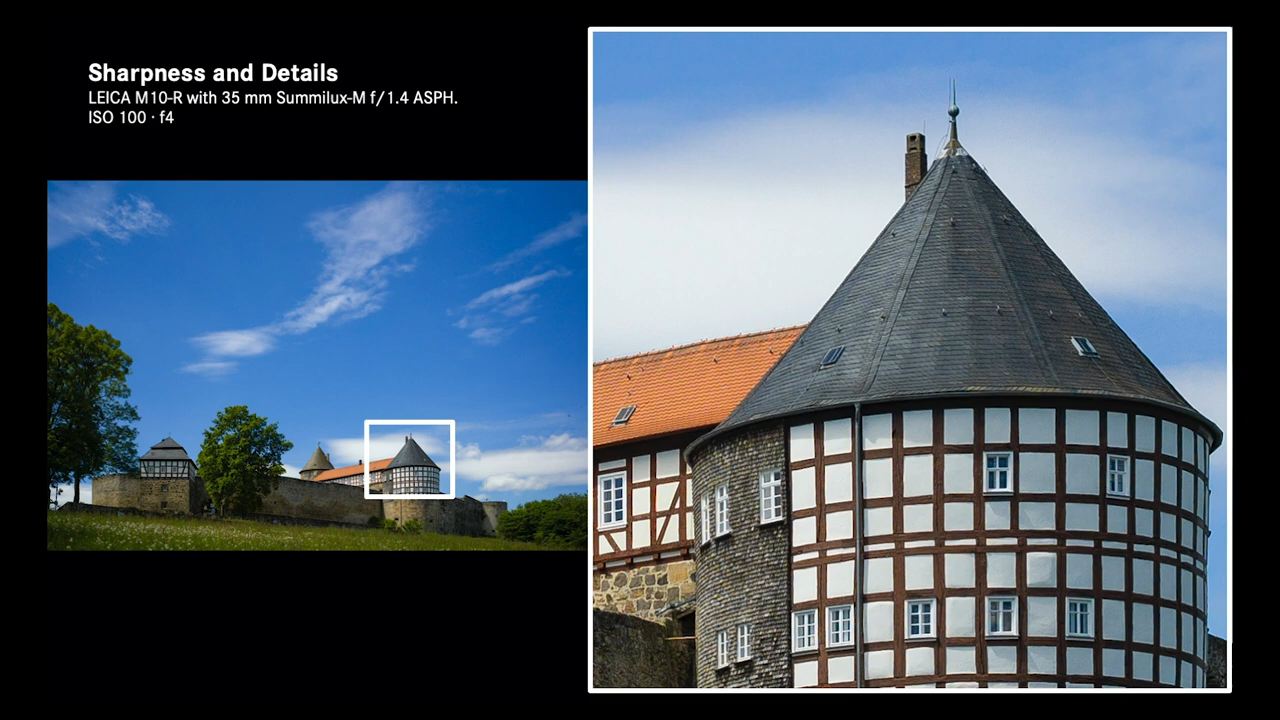 Sharpness and Details
LEICA M10-R with 35 mm Summilux-M f/1.4 ASPH.
ISO 100 · f4